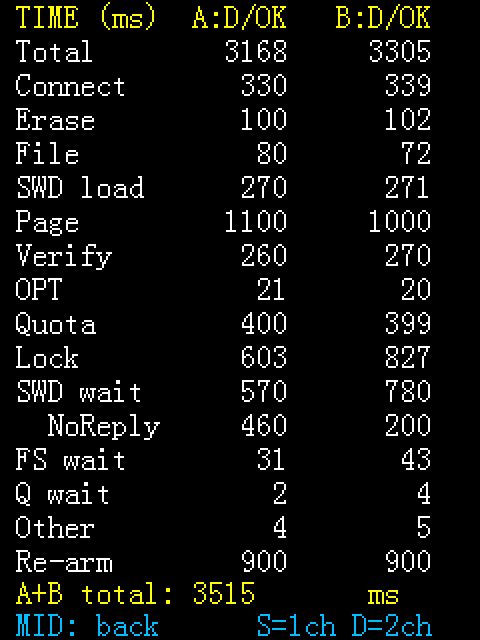 TIME (ms) A:D/OK B:D/OK
Total 3168 3305
Connect 330 339
Erase 100 102
File 80 72
SWD load 270 271
Page 1100 1000
Verify 260 270
OPT 21 20
Quota 400 399
Lock 603 827
SWD wait 570 780
NoReply 460 200
FS wait 31 43
Q wait 2 4
Other 4 5
Re-arm 900 900
A+B total: 3515 ms
MID: back S=1ch D=2ch